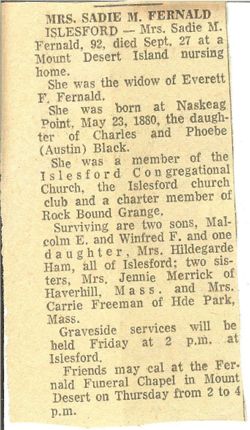 MRS. SADIE M. FERNALD
ISLESFORD — Mrs. Sadie M.
Fernald, 92, died Sept. 27 at a
Mount Desert Island nursing
home.
She was the widow of Everett
F. Fernald.
She was born at Naskeag
Point, May 23, 1880, the daugh-
ter of Charles and Phoebe
(Austin) Black.
She was a member of the
Islesford Congregational
Church, the Islesford church
club and a charter member of
Rock Bound Grange.
Surviving are two sons, Mal-
colm E. and Winfred F. and one
daughter, Mrs. Hildegarde
Ham, all of Islesford; two sis-
ters, Mrs. Jennie Merrick of
Haverhill, Mass. and Mrs.
Carrie Freeman of Hde Park,
Mass.
Graveside services will be
held Friday at 2 p.m. at
Islesford.
Friends may cal at the Fer-
nald Funeral Chapel in Mount
Desert on Thursday from 2 to 4
p.m.